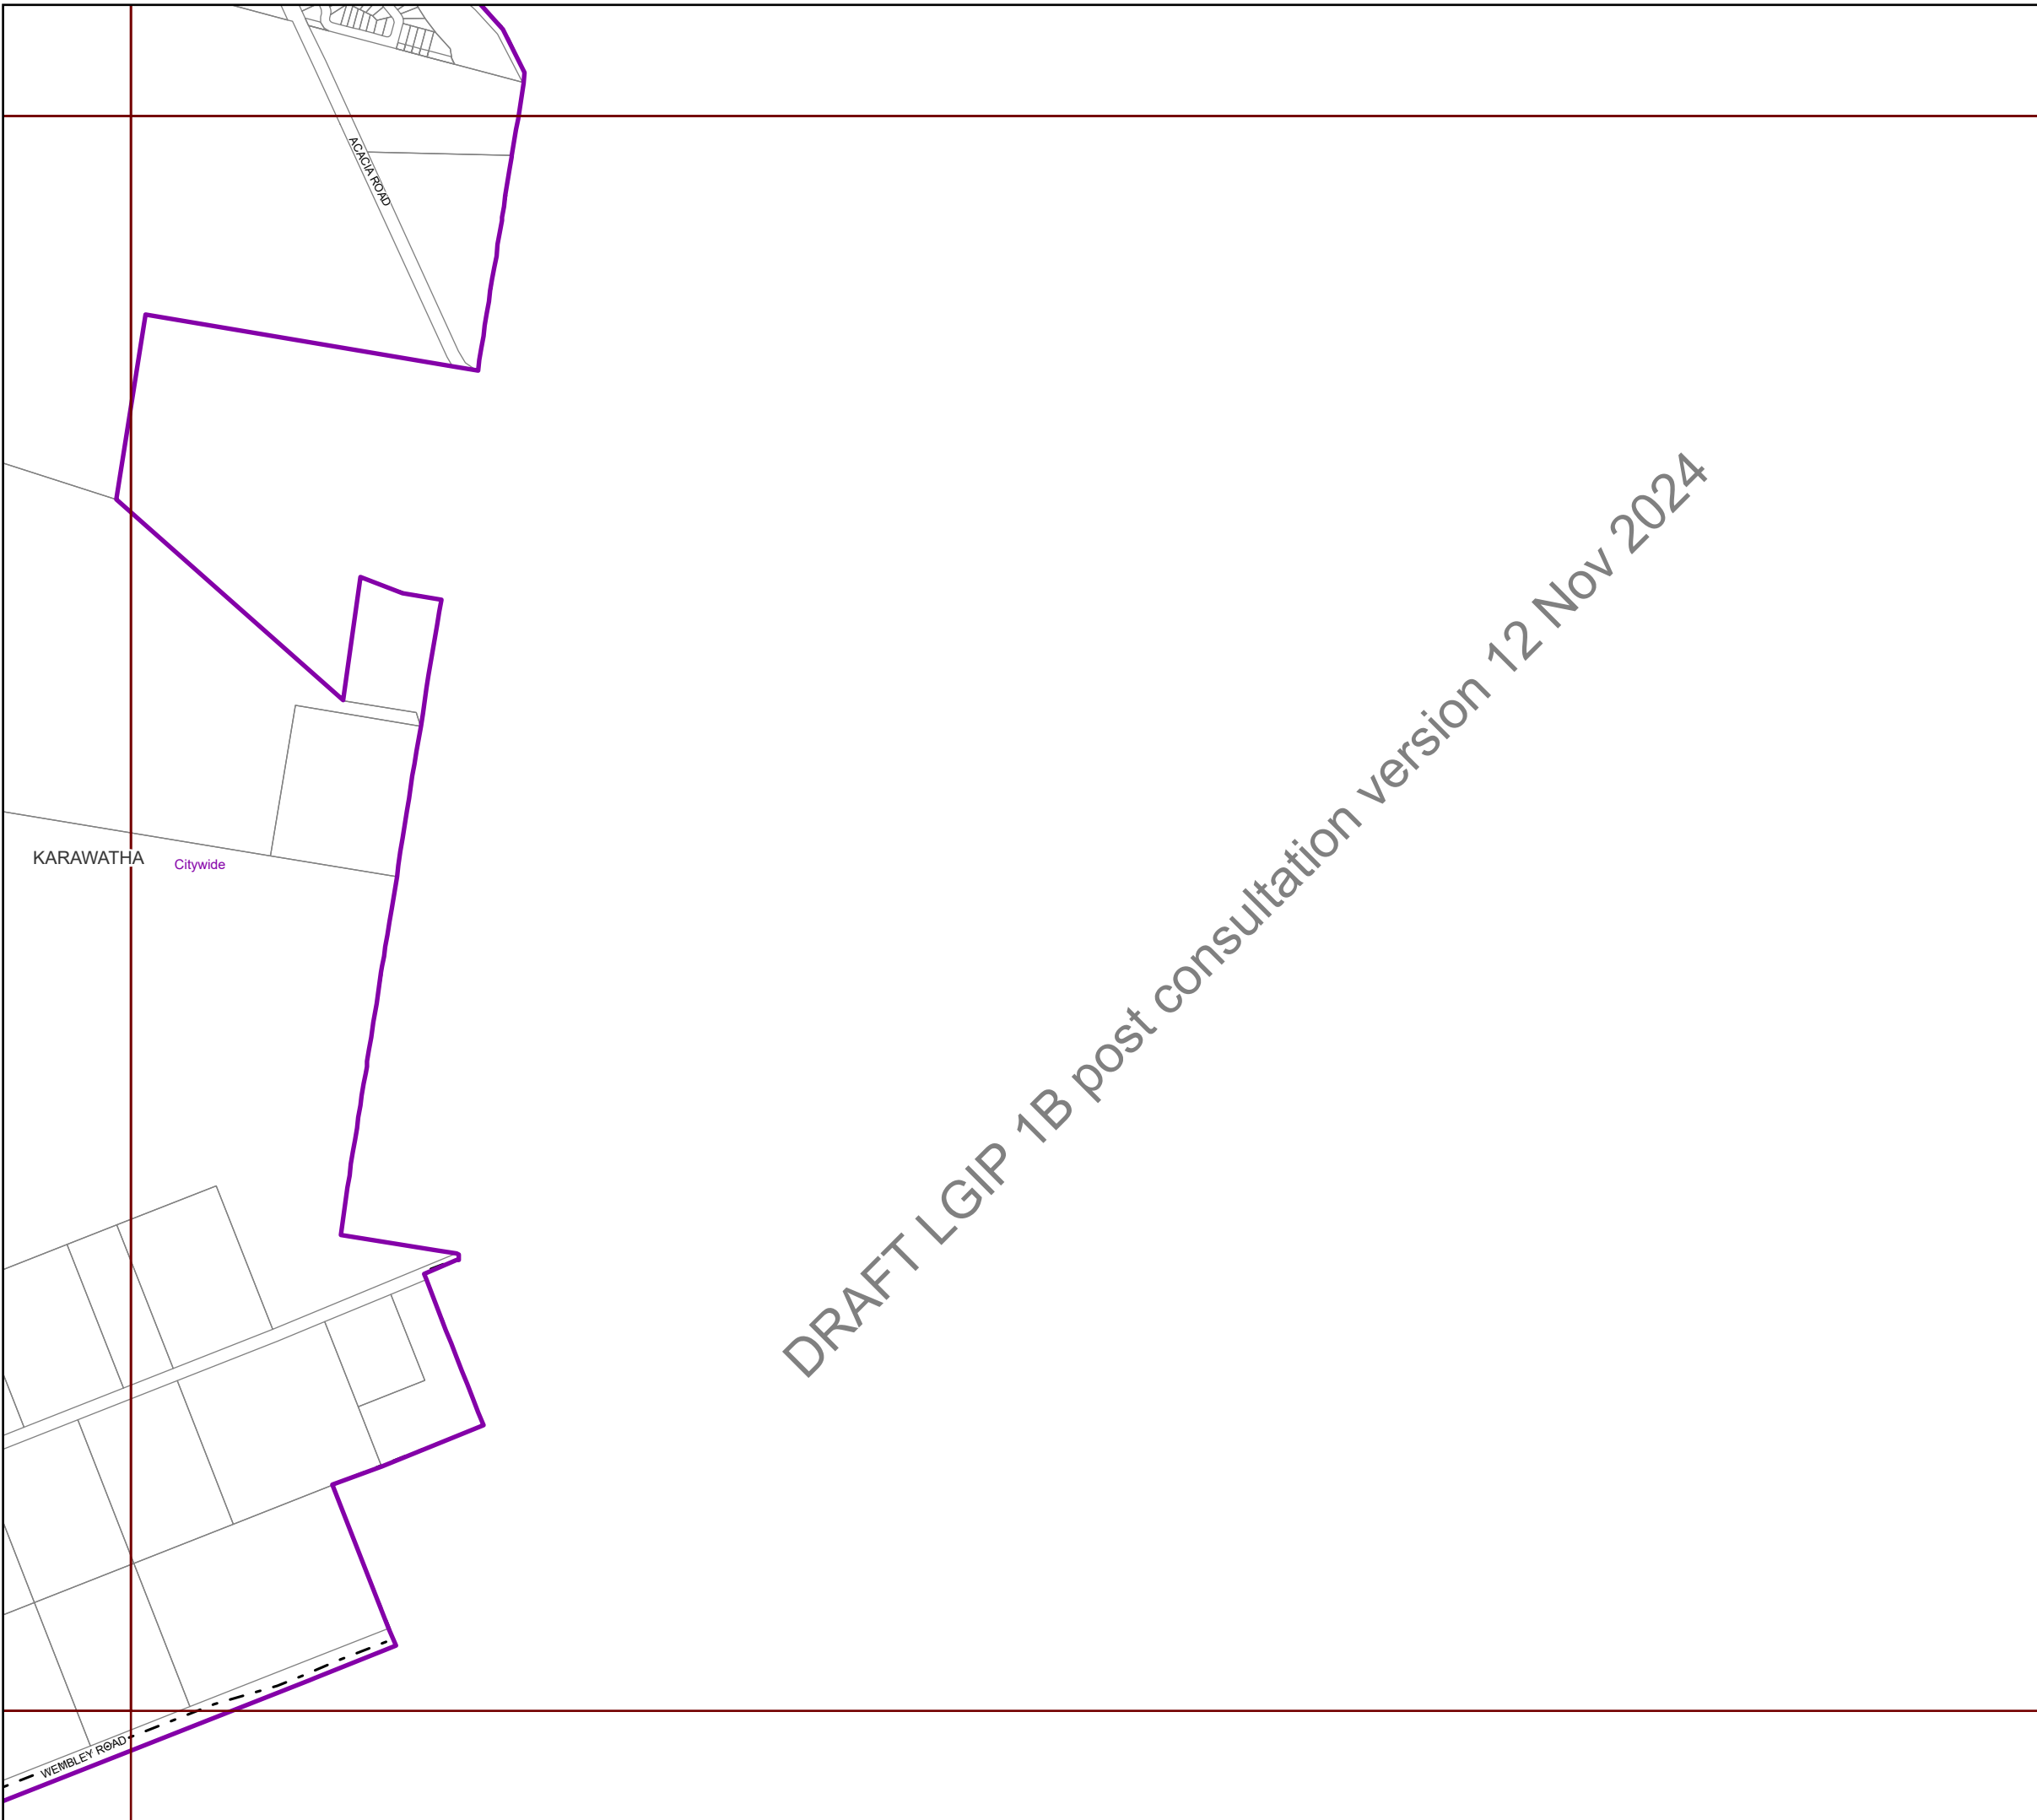 ACACIA ROAD
DRAFT LGIP 1B post consultation version 12 Nov 2024
KARAWATHA
Citywide
WEMBLEY ROAD